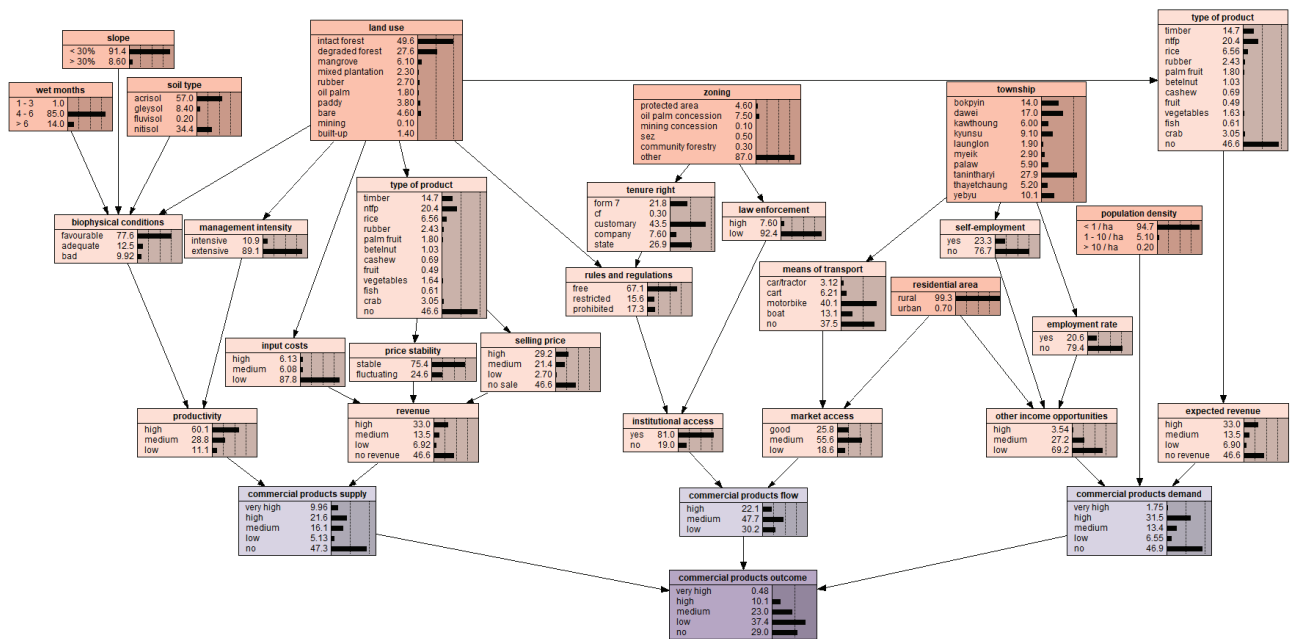 slope
< 30% 91.4
> 30% 8.60
wet months
1 - 3 1.0
4 - 6 85.0
> 6 14.0
soil type
acrisol 57.0
gleysol 8.40
fluvisol 0.20
nitisol 34.4
land use
intact forest 49.6
degraded forest 27.6
mangrove 6.10
mixed plantation 2.30
rubber 2.70
oil palm 1.80
paddy 3.80
bare 4.60
mining 0.10
built-up 1.40
zoning
protected area 4.60
oil palm concession 7.50
mining concession 0.10
sez 0.50
community forestry 0.30
other 87.0
township
bokpyin 14.0
dawei 17.0
kawthoung 6.00
kyunsu 9.10
launglon 1.90
myeik 2.90
palaw 5.90
tanintharyi 27.9
thayetchaung 5.20
yebyu 10.1
type of product
timber 14.7
ntfp 20.4
rice 6.56
rubber 2.43
palm fruit 1.80
betelnut 1.03
cashew 0.69
fruit 0.49
vegetables 1.63
fish 0.61
crab 3.05
no 46.6
biophysical conditions
favourable 77.6
adequate 12.5
bad 9.92
management intensity
intensive 10.9
extensive 89.1
type of product
timber 14.7
ntfp 20.4
rice 6.56
rubber 2.43
palm fruit 1.80
betelnut 1.03
cashew 0.69
fruit 0.49
vegetables 1.64
fish 0.61
crab 3.05
no 46.6
tenure right
form 7 21.8
cf 0.30
customary 43.5
company 7.60
state 26.9
law enforcement
high 7.60
low 92.4
rules and regulations
free 67.1
restricted 15.6
prohibited 17.3
means of transport
car/tractor 3.12
cart 6.21
motorbike 40.1
boat 13.1
no 37.5
self-employment
yes 23.3
no 76.7
population density
< 1 / ha 94.7
1 - 10 / ha 5.10
> 10 / ha 0.20
residential area
rural 99.3
urban 0.70
employment rate
yes 20.6
no 79.4
input costs
high 6.13
medium 6.08
low 87.8
price stability
stable 75.4
fluctuating 24.6
selling price
high 29.2
medium 21.4
low 2.70
no sale 46.6
productivity
high 60.1
medium 28.8
low 11.1
revenue
high 33.0
medium 13.5
low 6.92
no revenue 46.6
institutional access
yes 81.0
no 19.0
market access
good 25.8
medium 55.6
low 18.6
other income opportunities
high 3.54
medium 27.2
low 69.2
expected revenue
high 33.0
medium 13.5
low 6.90
no revenue 46.6
commercial products supply
very high 9.96
high 21.6
medium 16.1
low 5.13
no 47.3
commercial products flow
high 22.1
medium 47.7
low 30.2
commercial products demand
very high 1.75
high 31.5
medium 13.4
low 6.55
no 46.9
commercial products outcome
very high 0.48
high 10.1
medium 23.0
low 37.4
no 29.0